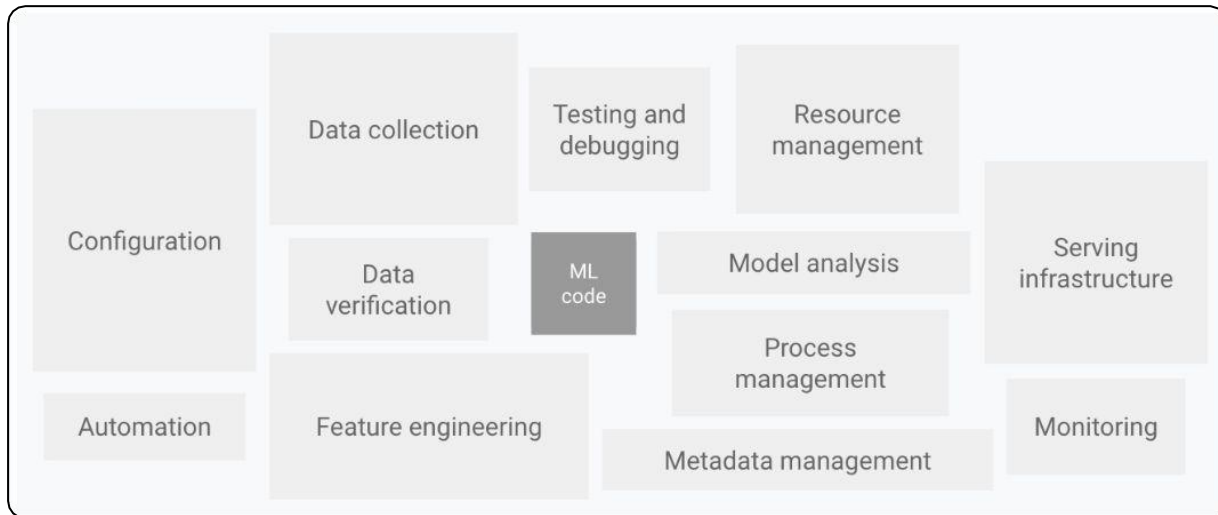 Data collection
Testing and
debugging
Resource
management
Configuration
Data
verification
ML
code
Model analysis
Serving
infrastructure
Process
management
Automation
Feature engineering
Metadata management
Monitoring